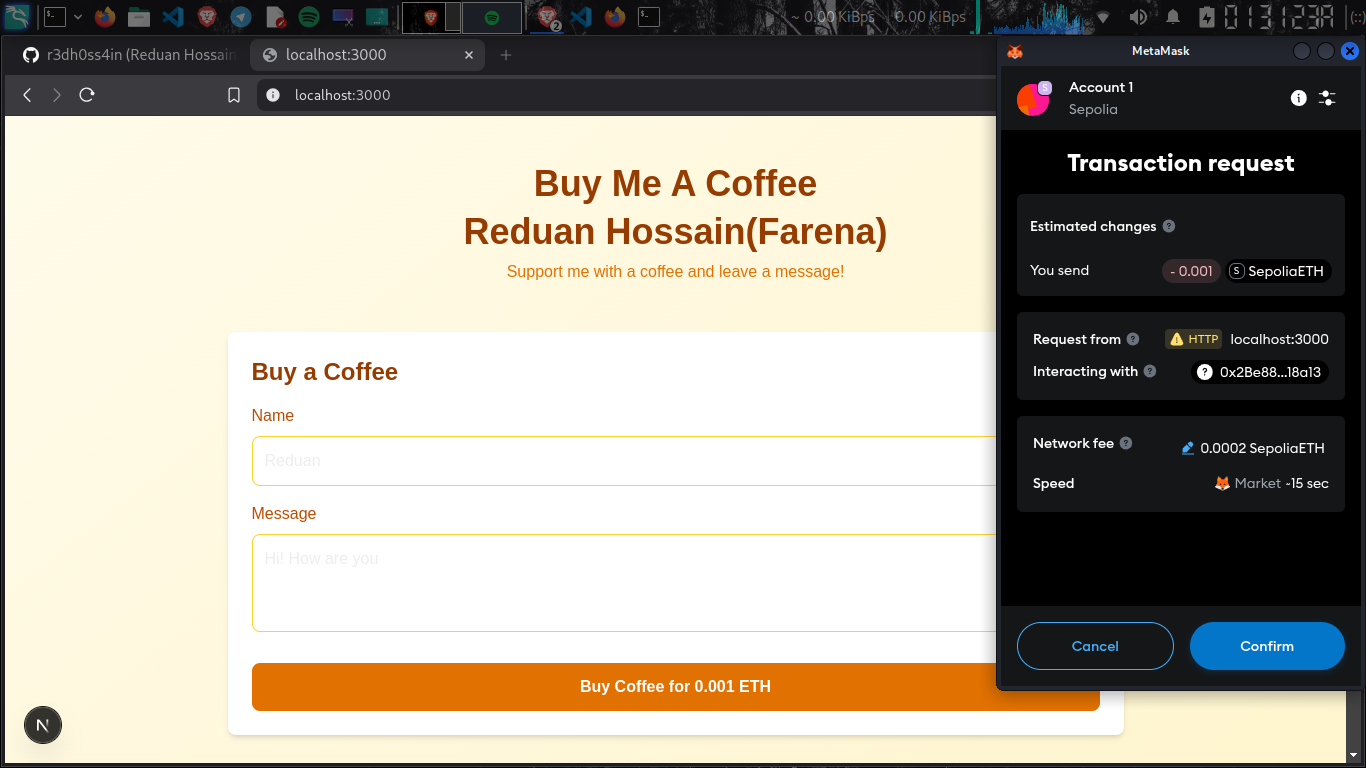 ~ 0.00 KiBps 0.00 KiBps 01:31:23A
r3dh0ss4in (Reduan Hossain
localhost:3000
localhost:3000
Buy Me A Coffee
Reduan Hossain(Farena)
Support me with a coffee and leave a message!
Buy a Coffee
Name
Reduan
Message
Hi! How are you
Buy Coffee for 0.001 ETH
N
MetaMask
S
Account 1
Sepolia
Transaction request
Estimated changes
You send - 0.001 S SepoliaETH
Request from HTTP localhost:3000
Interacting with 0x2Be88...18a13
Network fee 0.0002 SepoliaETH
Speed Market ~15 sec
Cancel Confirm